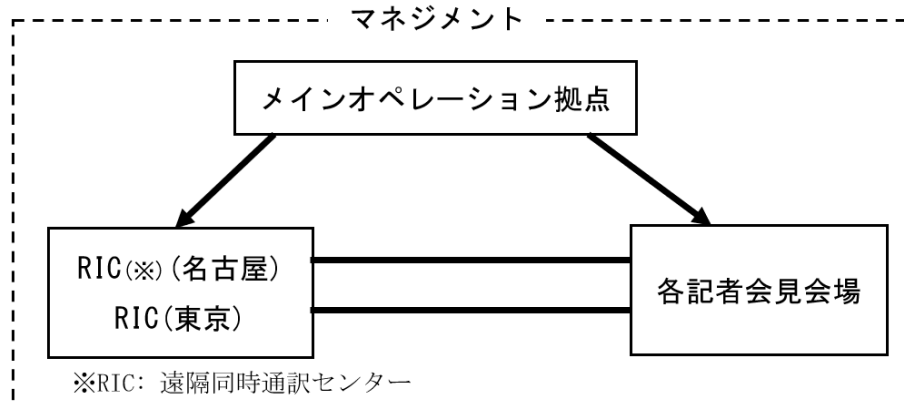 マネジメント
メインオペレーション拠点
RIC(※)(名古屋)
RIC(東京)
各記者会見会場
※RIC: 遠隔同時通訳センター